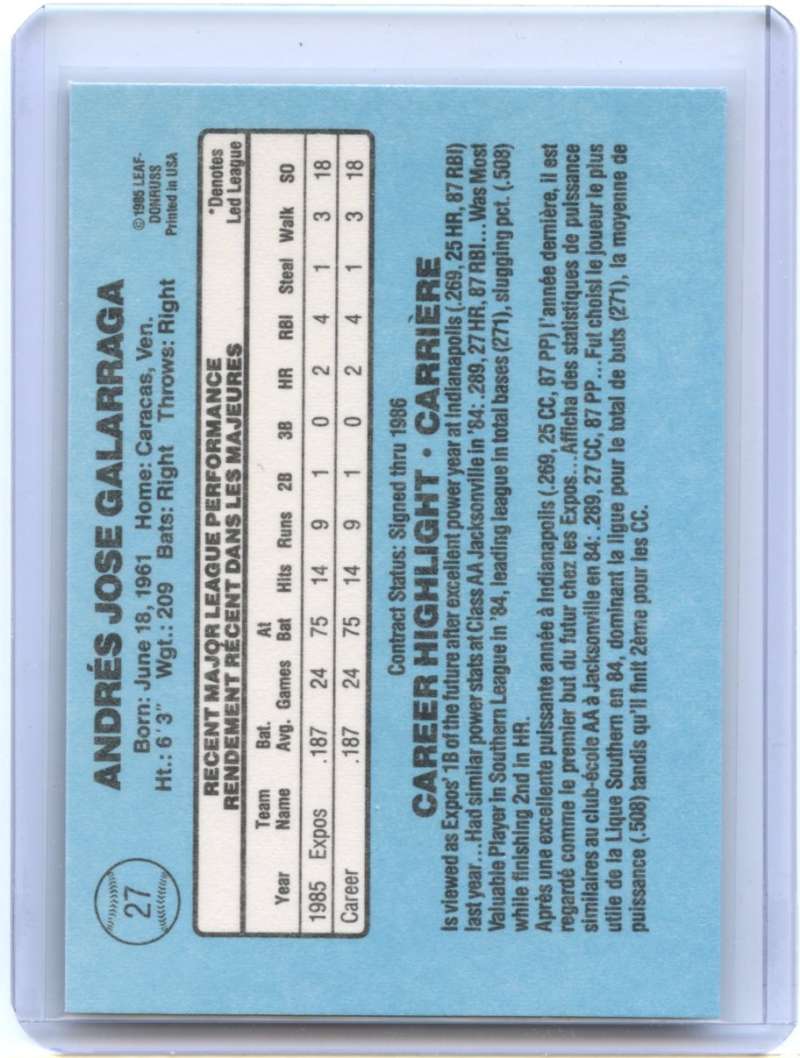 27
ANDRÉS JOSE GALARRAGA
Born: June 18, 1961 Home: Caracas, Ven.
Ht.: 6'3" Wgt.: 209 Bats: Right Throws: Right
©1986 LEAF-
DONRUSS
Printed in USA
RECENT MAJOR LEAGUE PERFORMANCE
RENDEMENT RÉCENT DANS LES MAJEURES
*Denotes
Led League
Year Team Name Bat. Avg. Games At Bat Hits Runs 2B 3B HR RBI Steal Walk SO
1985 Expos .187 24 75 14 9 1 0 2 4 1 3 18
Career .187 24 75 14 9 1 0 2 4 1 3 18
Contract Status: Signed thru 1986
CAREER HIGHLIGHT · CARRIÈRE
Is viewed as Expos' 1B of the future after excellent power year at Indianapolis (.269, 25 HR, 87 RBI)
last year...Had similar power stats at Class AA Jacksonville in '84: .289, 27 HR, 87 RBI... Was Most
Valuable Player in Southern League in '84, leading league in total bases (271), slugging pct. (.508)
while finishing 2nd in HR.
Après une excellente puissante année à Indianapolis (.269, 25 CC, 87 PP) l'année dernière, il est
regardé comme le premier but du futur chez les Expos...Afficha des statistiques de puissance
similaires au club-école AA à Jacksonville en 84: .289, 27 CC, 87 PP... Fut choisi le joueur le plus
utile de la Lique Southern en 84, dominant la ligue pour le total de buts (271), la moyenne de
puissance (.508) tandis qu'il finit 2ème pour les CC.